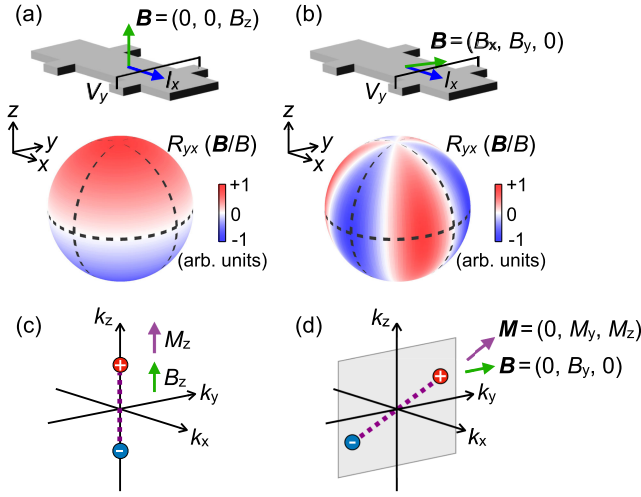 (a)
B = (0, 0, Bz)
Vy
Ix
z
y
x
Ryx (B/B)
+1
0
-1
(arb. units)
(b)
B = (Bx, By, 0)
Vy
Ix
z
y
x
Ryx (B/B)
+1
0
-1
(arb. units)
(c)
kz
Mz
Bz
+
ky
kx
-
(d)
kz
M = (0, My, Mz)
B = (0, By, 0)
+
ky
kx
-